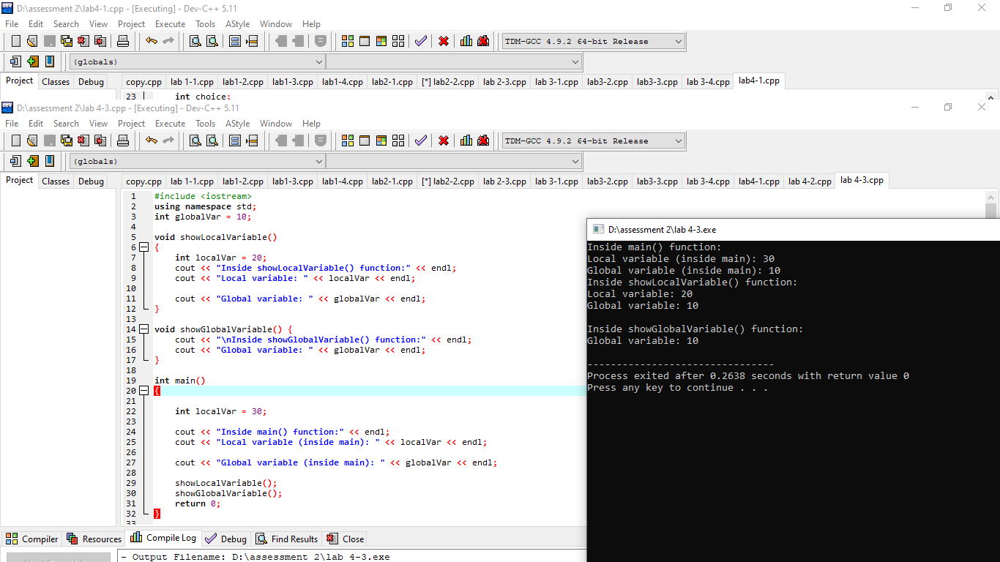 D:\assessment 2\lab4-1.cpp - [Executing] - Dev-C++ 5.11
File Edit Search View Project Execute Tools AStyle Window Help
TDM-GCC 4.9.2 64-bit Release
(globals)
Project Classes Debug copy.cpp lab 1-1.cpp lab1-2.cpp lab1-3.cpp lab1-4.cpp lab2-1.cpp [*] lab2-2.cpp lab 2-3.cpp lab 3-1.cpp lab3-2.cpp lab3-3.cpp lab 3-4.cpp lab4-1.cpp
23 int choice:
D:\assessment 2\lab 4-3.cpp - [Executing] - Dev-C++ 5.11
File Edit Search View Project Execute Tools AStyle Window Help
TDM-GCC 4.9.2 64-bit Release
(globals)
Project Classes Debug copy.cpp lab 1-1.cpp lab1-2.cpp lab1-3.cpp lab1-4.cpp lab2-1.cpp [*] lab2-2.cpp lab 2-3.cpp lab 3-1.cpp lab3-2.cpp lab3-3.cpp lab 3-4.cpp lab4-1.cpp lab 4-2.cpp lab 4-3.cpp
1 #include <iostream>
2 using namespace std;
3 int globalVar = 10;
4
5 void showLocalVariable()
6 {
7 int localVar = 20;
8 cout << "Inside showLocalVariable() function:" << endl;
9 cout << "Local variable: " << localVar << endl;
10
11 cout << "Global variable: " << globalVar << endl;
12 }
13
14 void showGlobalVariable() {
15 cout << "\nInside showGlobalVariable() function:" << endl;
16 cout << "Global variable: " << globalVar << endl;
17 }
18
19 int main()
20 {
21
22 int localVar = 30;
23
24 cout << "Inside main() function:" << endl;
25 cout << "Local variable (inside main): " << localVar << endl;
26
27 cout << "Global variable (inside main): " << globalVar << endl;
28
29 showLocalVariable();
30 showGlobalVariable();
31 return 0;
32 }
33
D:\assessment 2\lab 4-3.exe
Inside main() function:
Local variable (inside main): 30
Global variable (inside main): 10
Inside showLocalVariable() function:
Local variable: 20
Global variable: 10
Inside showGlobalVariable() function:
Global variable: 10
--------------------------------
Process exited after 0.2638 seconds with return value 0
Press any key to continue . . .
Compiler Resources Compile Log Debug Find Results Close
- Output Filename: D:\assessment 2\lab 4-3.exe